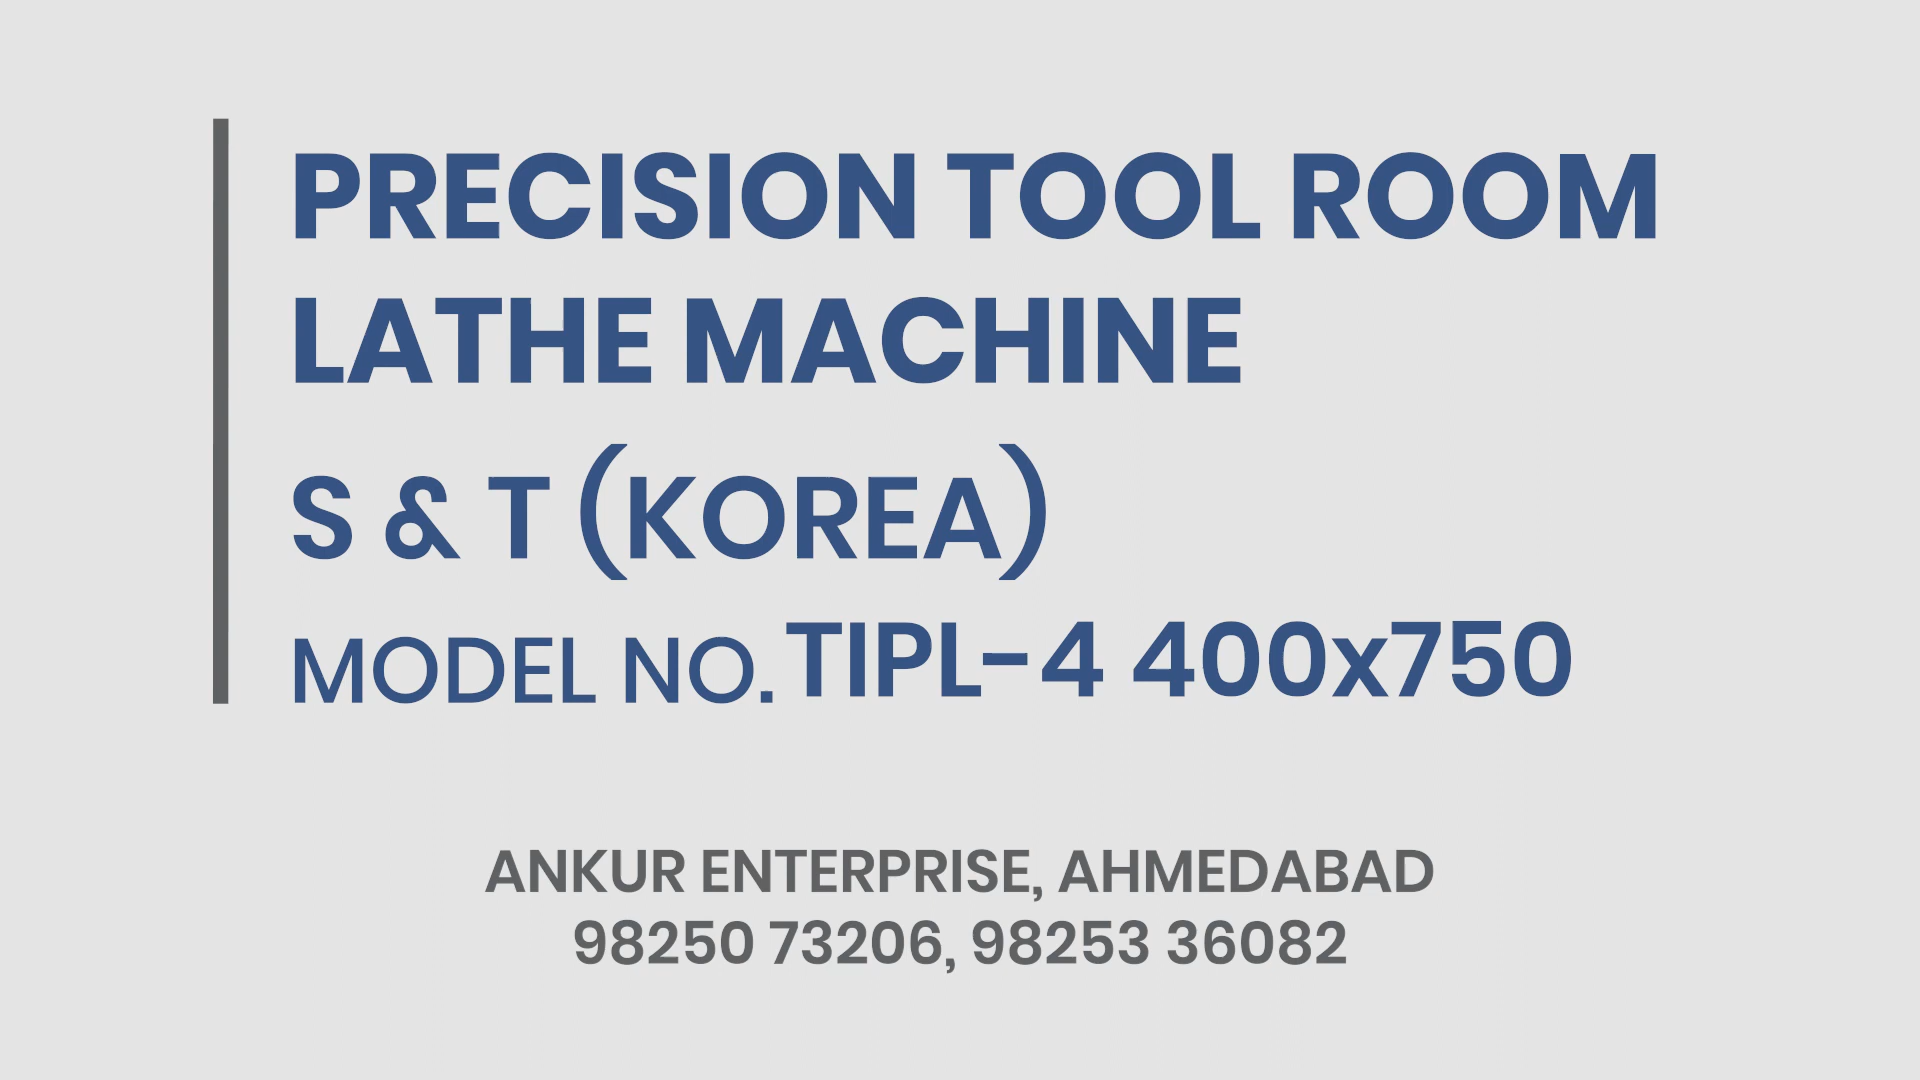 PRECISION TOOL ROOM
LATHE MACHINE
S & T (KOREA)
MODEL NO. TIPL-4 400x750
ANKUR ENTERPRISE, AHMEDABAD
98250 73206, 98253 36082